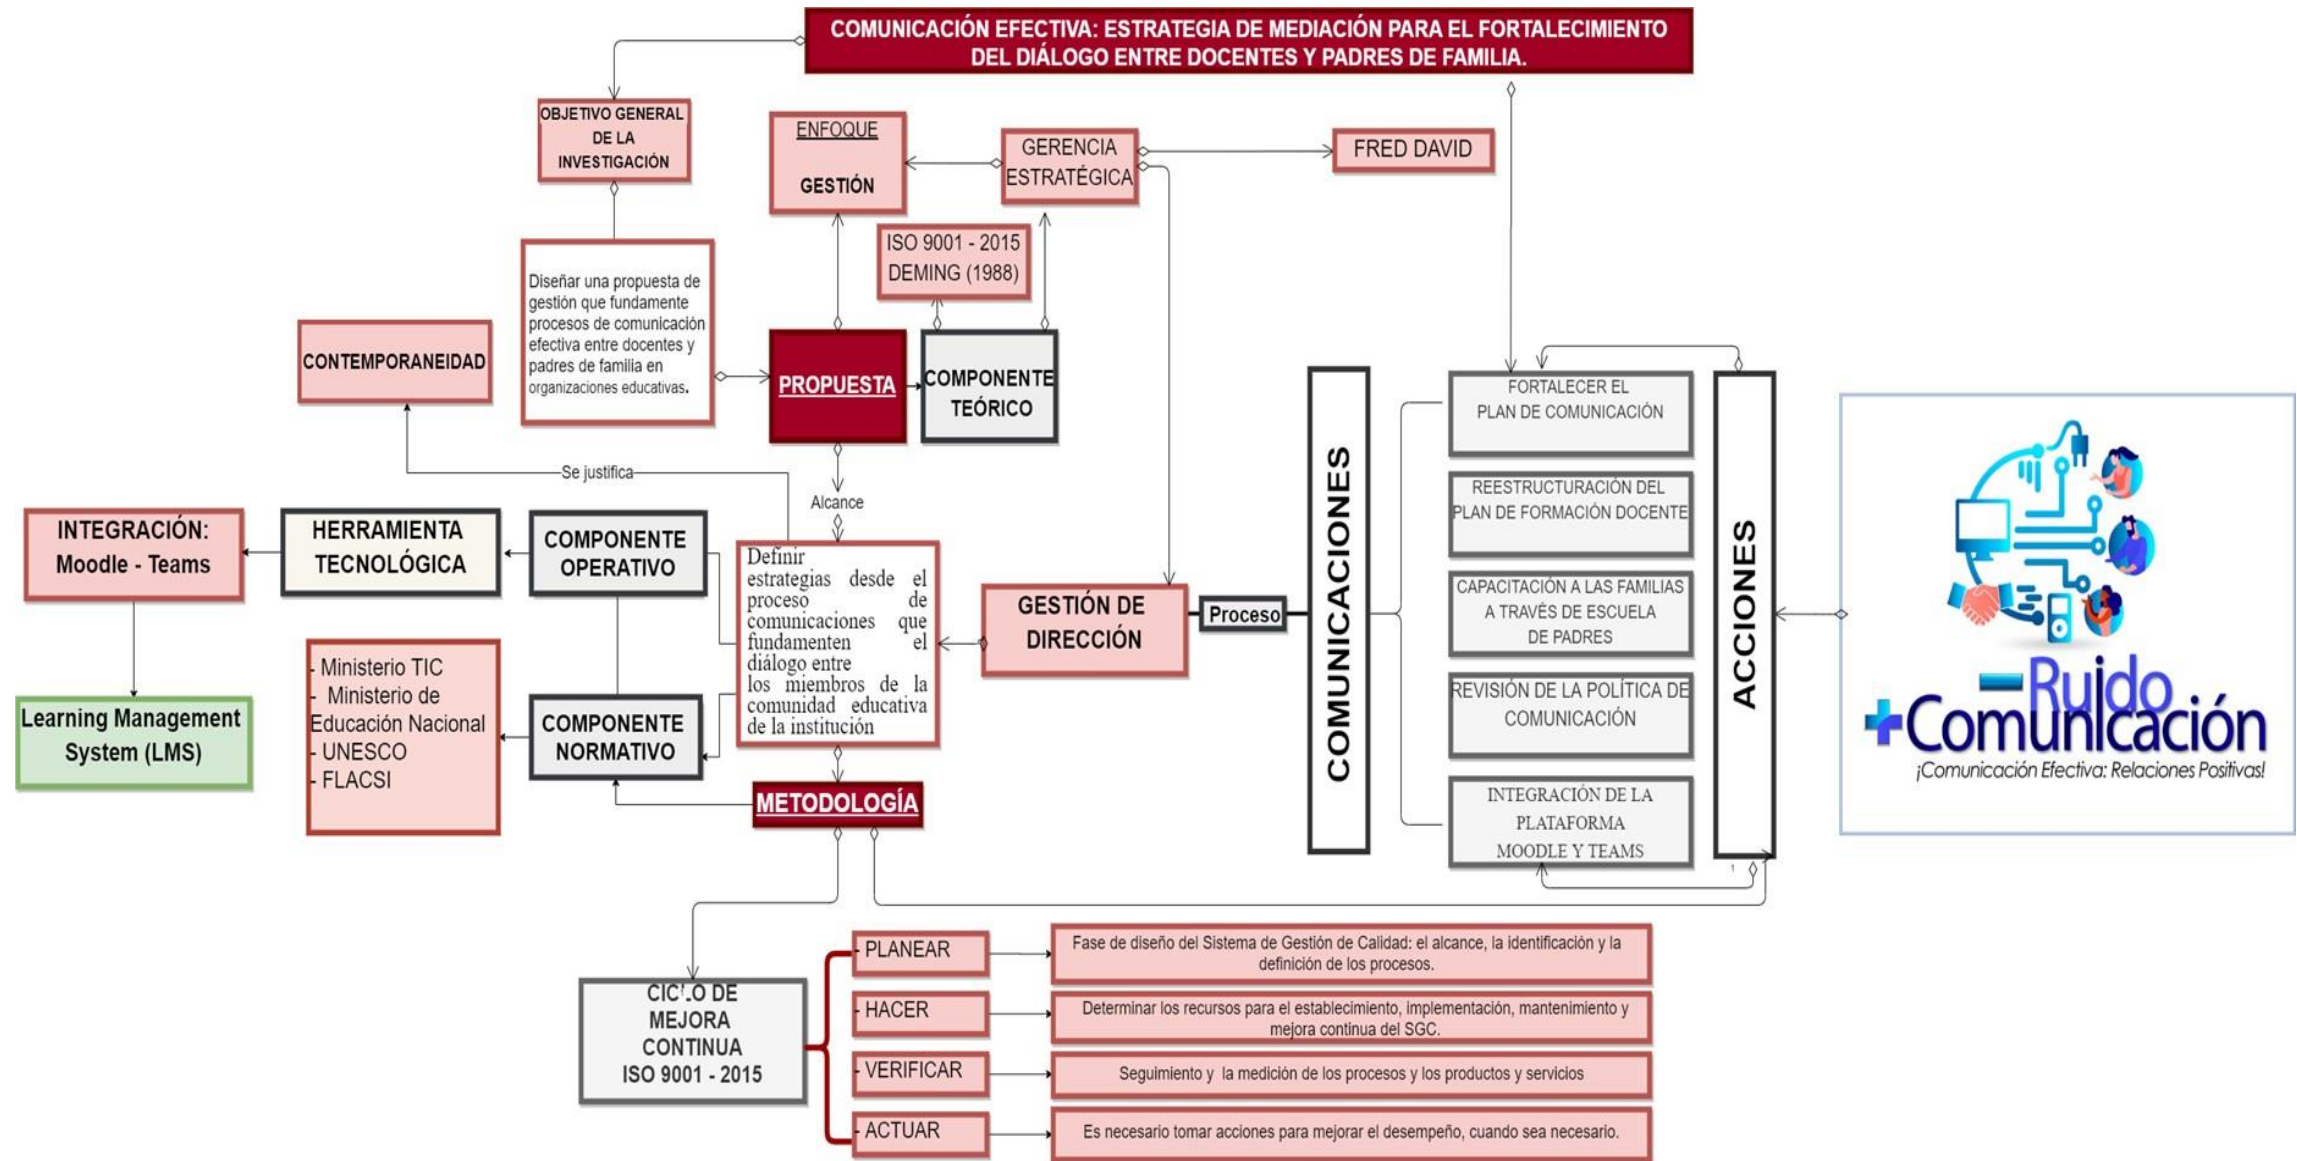 COMUNICACIÓN EFECTIVA: ESTRATEGIA DE MEDIACIÓN PARA EL FORTALECIMIENTO
DEL DIÁLOGO ENTRE DOCENTES Y PADRES DE FAMILIA.
OBJETIVO GENERAL
DE LA
INVESTIGACIÓN
ENFOQUE
GESTIÓN
GERENCIA
ESTRATÉGICA
FRED DAVID
ISO 9001 - 2015
DEMING (1988)
Diseñar una propuesta de
gestión que fundamente
procesos de comunicación
efectiva entre docentes y
padres de familia en
organizaciones educativas.
CONTEMPORANEIDAD
PROPUESTA
COMPONENTE
TEÓRICO
Se justifica
Alcance
INTEGRACIÓN:
Moodle - Teams
HERRAMIENTA
TECNOLÓGICA
COMPONENTE
OPERATIVO
Definir
estrategias desde el
proceso de
comunicaciones que
fundamenten el
diálogo entre
los miembros de la
comunidad educativa
de la institución
GESTIÓN DE
DIRECCIÓN
Proceso
COMUNICACIONES
FORTALECER EL
PLAN DE COMUNICACIÓN
REESTRUCTURACIÓN DEL
PLAN DE FORMACIÓN DOCENTE
CAPACITACIÓN A LAS FAMILIAS
A TRAVÉS DE ESCUELA
DE PADRES
REVISIÓN DE LA POLÍTICA DE
COMUNICACIÓN
INTEGRACIÓN DE LA
PLATAFORMA
MOODLE Y TEAMS
ACCIONES
Ruido
+Comunicación
¡Comunicación Efectiva: Relaciones Positivas!
Learning Management
System (LMS)
- Ministerio TIC
- Ministerio de
Educación Nacional
- UNESCO
- FLACSI
COMPONENTE
NORMATIVO
METODOLOGÍA
CICLO DE
MEJORA
CONTINUA
ISO 9001 - 2015
- PLANEAR
Fase de diseño del Sistema de Gestión de Calidad: el alcance, la identificación y la
definición de los procesos.
- HACER
Determinar los recursos para el establecimiento, implementación, mantenimiento y
mejora continua del SGC.
- VERIFICAR
Seguimiento y la medición de los procesos y los productos y servicios
- ACTUAR
Es necesario tomar acciones para mejorar el desempeño, cuando sea necesario.